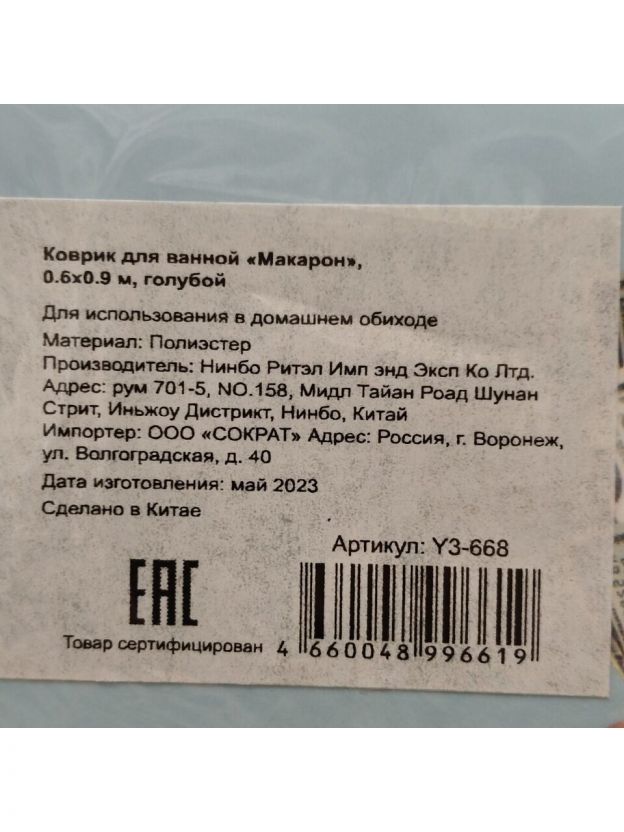 Коврик для ванной «Макарон»,
0.6х0.9 м, голубой
Для использования в домашнем обиходе
Материал: Полиэстер
Производитель: Нинбо Ритэл Имп энд Эксп Ко Лтд.
Адрес: рум 701-5, NO.158, Мидл Тайан Роад Шунан
Стрит, Иньжоу Дистрикт, Нинбо, Китай
Импортер: ООО «СОКРАТ» Адрес: Россия, г. Воронеж,
ул. Волгоградская, д. 40
Дата изготовления: май 2023
Сделано в Китае
Артикул: Y3-668
ЕАС
Товар сертифицирован
4 660048 996619